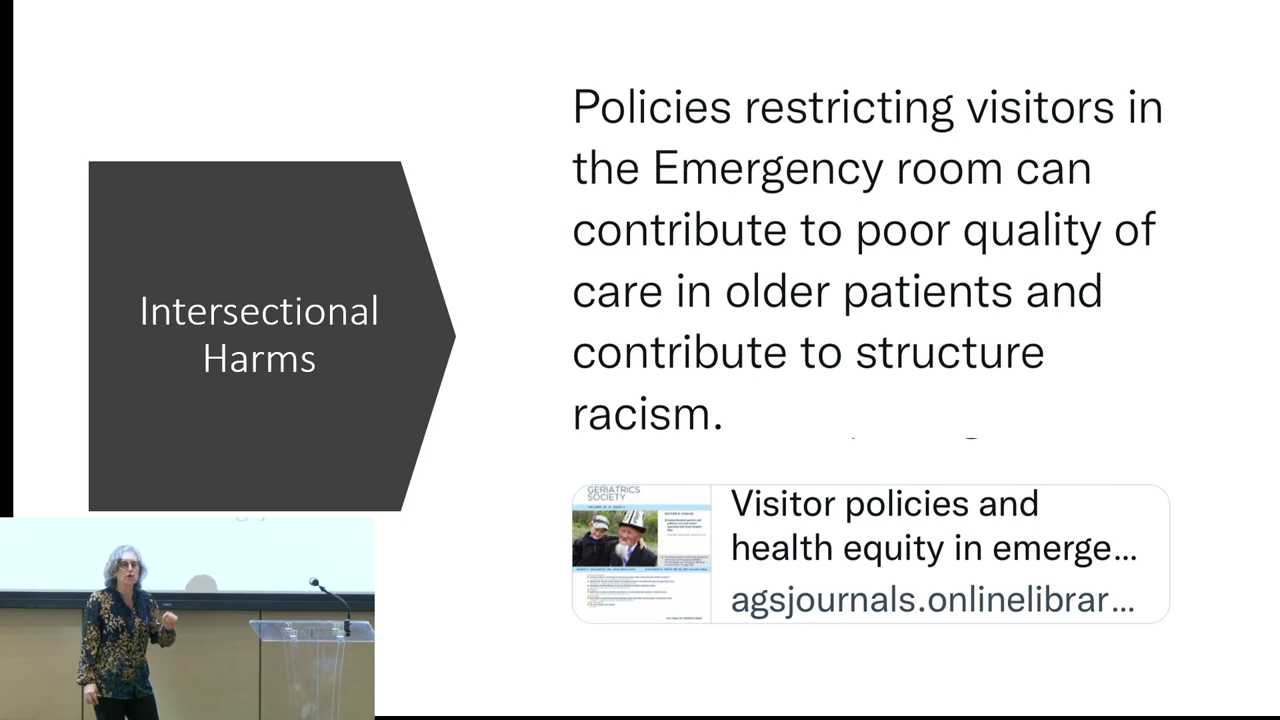 Intersectional
Harms
Policies restricting visitors in
the Emergency room can
contribute to poor quality of
care in older patients and
contribute to structure
racism.
GERIATRICS
SOCIETY
Visitor policies and
health equity in emerge...
agsjournals.onlinelibrar...